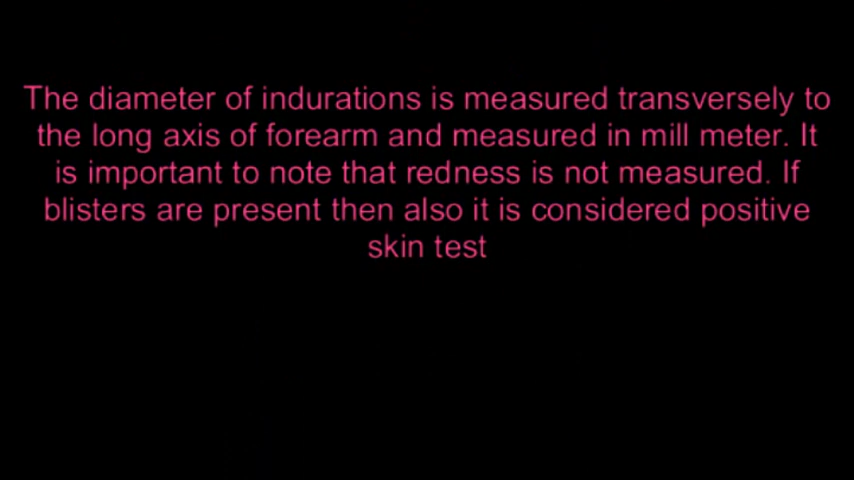 The diameter of indurations is measured transversely to
the long axis of forearm and measured in mill meter. It
is important to note that redness is not measured. If
blisters are present then also it is considered positive
skin test